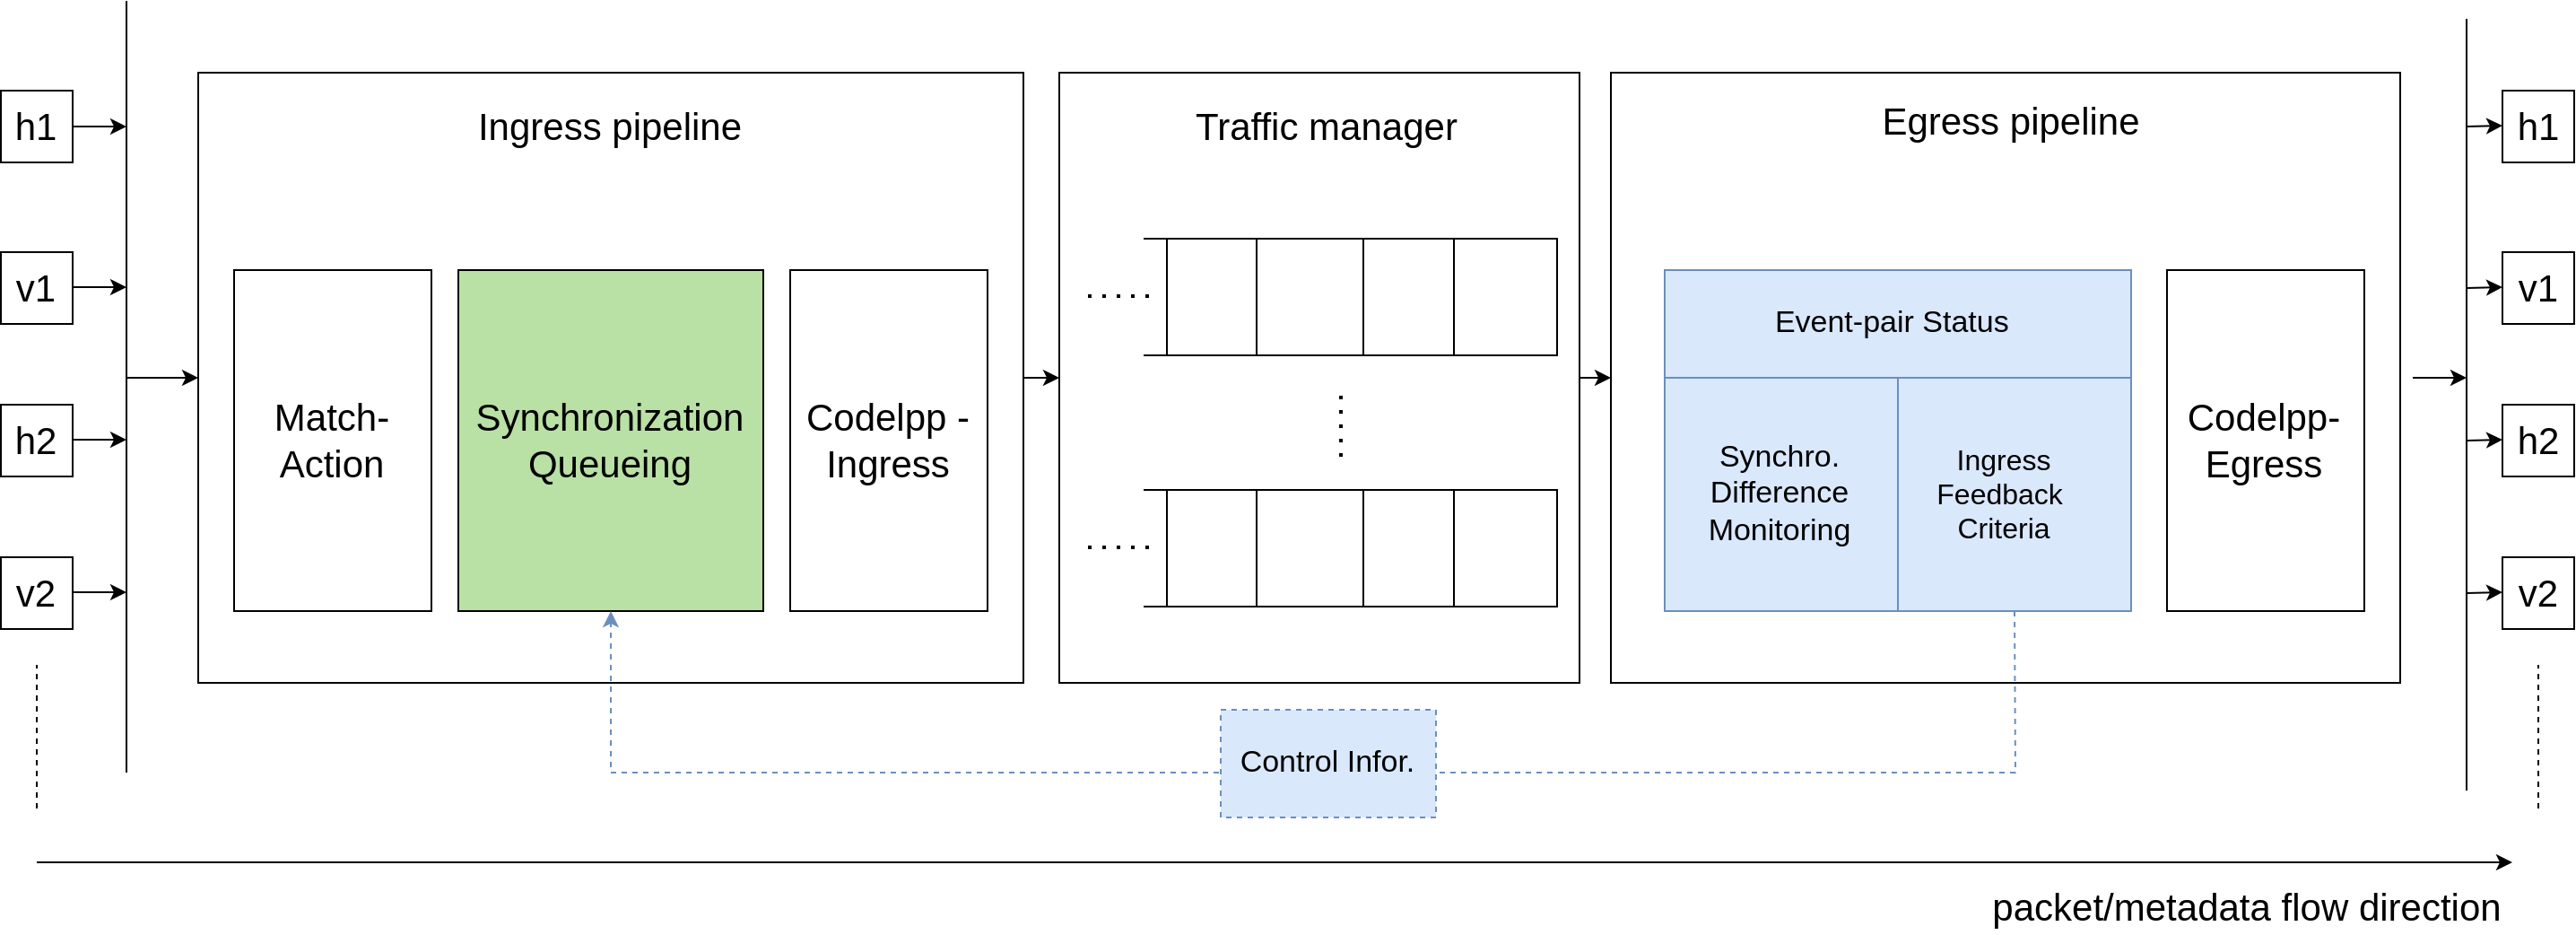 h1
v1
h2
v2
Ingress pipeline
Match-
Action
Synchronization
Queueing
Codelpp -
Ingress
Traffic manager
Egress pipeline
Event-pair Status
Synchro.
Difference
Monitoring
Ingress
Feedback
Criteria
Codelpp-
Egress
h1
v1
h2
v2
Control Infor.
packet/metadata flow direction